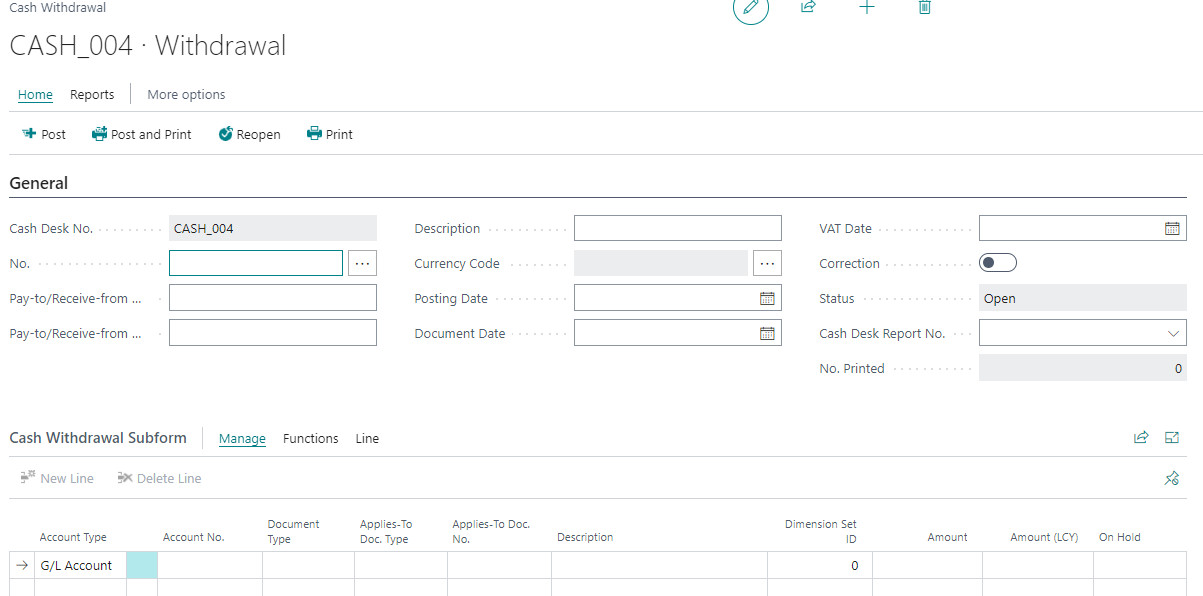 Cash Withdrawal
CASH_004 · Withdrawal
Home Reports More options
Post Post and Print Reopen Print
General
Cash Desk No. CASH_004 Description VAT Date
No. ... Currency Code ... Correction
Pay-to/Receive-from ... Posting Date Status Open
Pay-to/Receive-from ... Document Date Cash Desk Report No.
No. Printed 0
Cash Withdrawal Subform Manage Functions Line
New Line Delete Line
Document Applies-To Applies-To Doc. Dimension Set
Account Type Account No. Type Doc. Type No. Description ID Amount Amount (LCY) On Hold
G/L Account 0